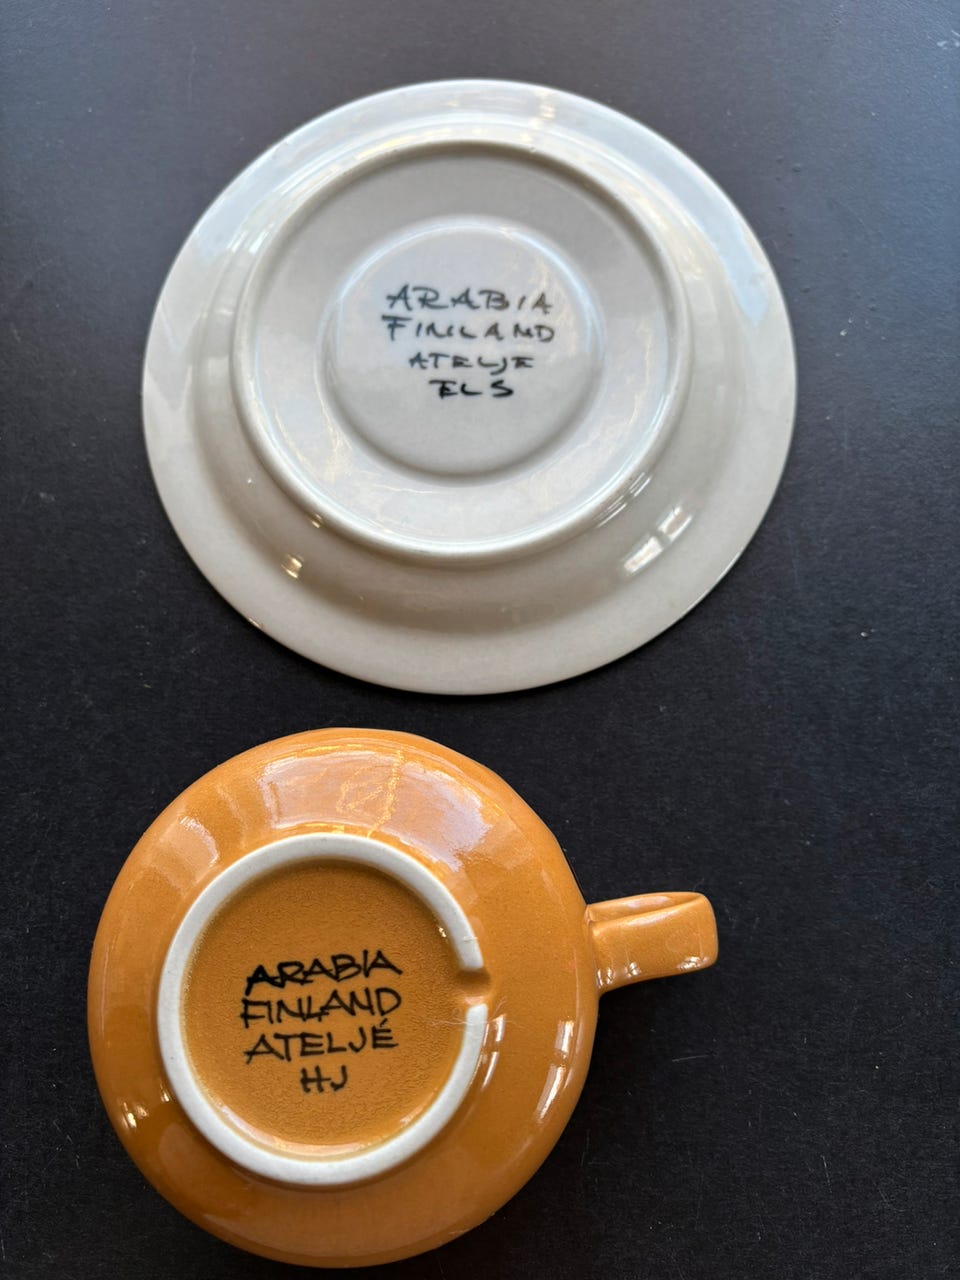 ARABIA
FINLAND
ATELJE
ELS
ARABIA
FINLAND
ATELJÉ
HJ